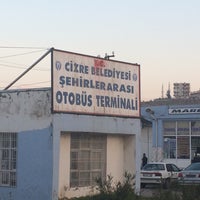 T.C.
CİZRE BELEDİYESİ
ŞEHİRLERARASI
OTOBÜS TERMİNALİ